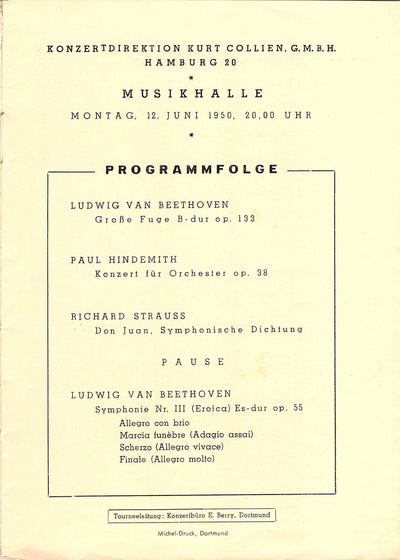 KONZERTDIREKTION KURT COLLIEN, G.M.B.H.
HAMBURG 20
*
MUSIKHALLE
MONTAG, 12. JUNI 1950, 20,00 UHR
*
PROGRAMMFOLGE
LUDWIG VAN BEETHOVEN
Große Fuge B-dur op. 133
PAUL HINDEMITH
Konzert für Orchester op. 38
RICHARD STRAUSS
Don Juan, Symphonische Dichtung
PAUSE
LUDWIG VAN BEETHOVEN
Symphonie Nr. III (Eroica) Es-dur op. 55
Allegro con brio
Marcia funèbre (Adagio assai)
Scherzo (Allegro vivace)
Finale (Allegro molto)
Tourneeleitung: Konzertbüro E. Berry, Dortmund
Michel-Druck, Dortmund